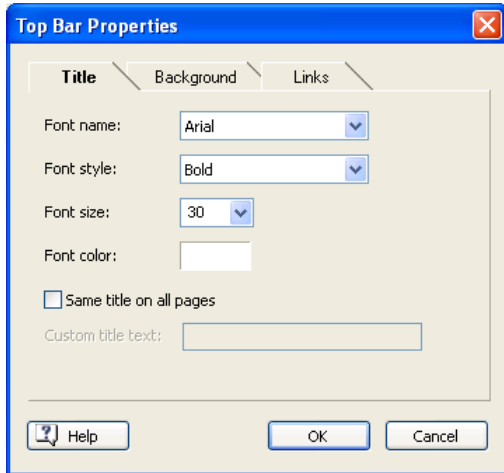 Top Bar Properties
Title Background Links
Font name: Arial
Font style: Bold
Font size: 30
Font color:
Same title on all pages
Custom title text:
Help OK Cancel